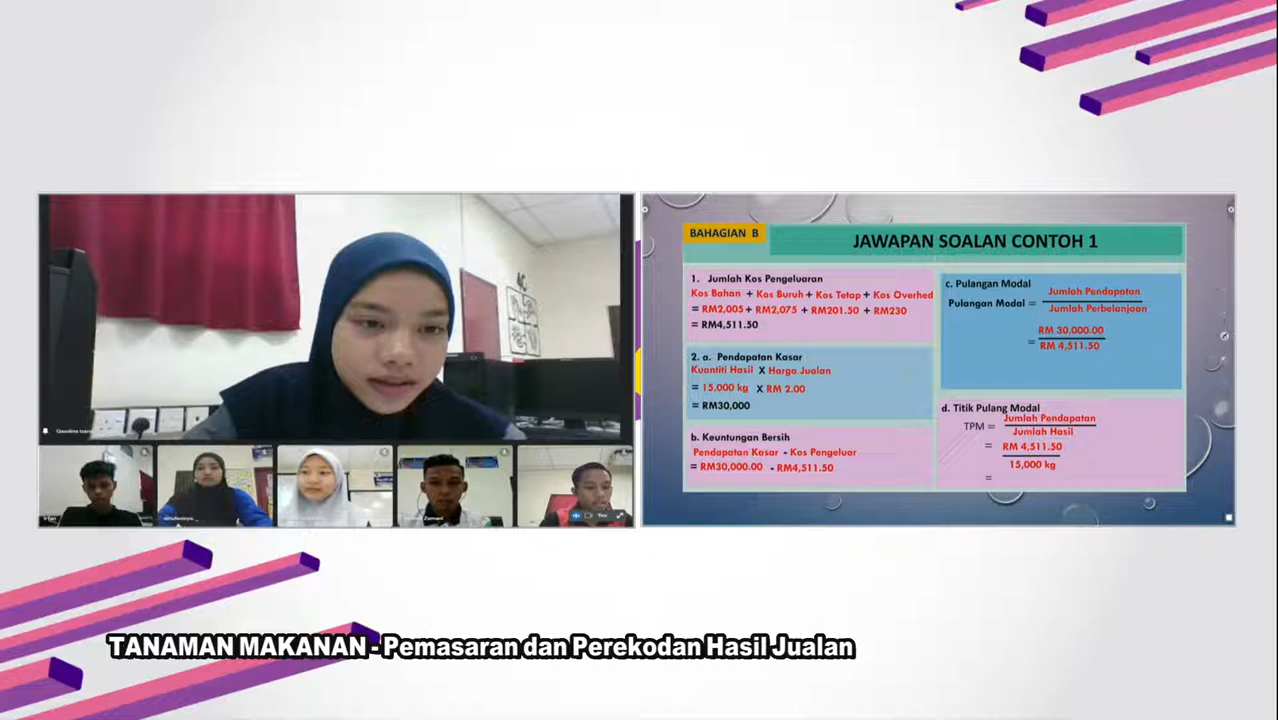 BAHAGIAN B
JAWAPAN SOALAN CONTOH 1
1. Jumlah Kos Pengeluaran
Kos Bahan + Kos Buruh + Kos Tetap + Kos Overhed
= RM2,005 + RM2,075 + RM201.50 + RM230
= RM4,511.50
2. a. Pendapatan Kasar
Kuantiti Hasil X Harga Jualan
= 15,000 kg X RM 2.00
= RM30,000
b. Keuntungan Bersih
Pendapatan Kasar - Kos Pengeluar
= RM30,000.00 - RM4,511.50
c. Pulangan Modal
Pulangan Modal = Jumlah Pendapatan
Jumlah Perbelanjaan
= RM 30,000.00
RM 4,511.50
d. Titik Pulang Modal
TPM = Jumlah Pendapatan
Jumlah Hasil
= RM 4,511.50
15,000 kg
=
Irfan
Zamani
You
TANAMAN MAKANAN - Pemasaran dan Perekodan Hasil Jualan